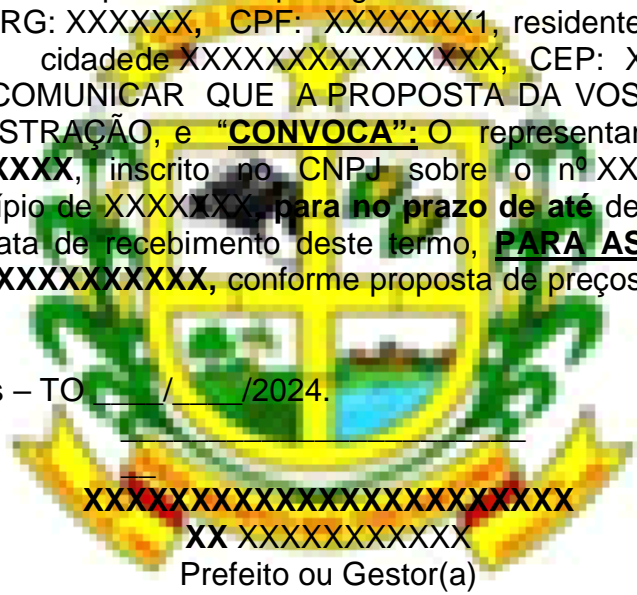 RG: XXXXXX, CPF: XXXXXXX1, residente
cidadede XXXXXXXXXXXXXXX, CEP: X
COMUNICAR QUE A PROPOSTA DA VOS
STRAÇÃO, e “CONVOCA”: O representar
XXXX, inscrito no CNPJ sobre o nº XX
ípio de XXXXXXX, para no prazo de até de
ata de recebimento deste termo, PARA AS
XXXXXXXXXX, conforme proposta de preços
s – TO ____/____/2024.
XXXXXXXXXXXXXXXXXXXXXXX
XX XXXXXXXXXXX
Prefeito ou Gestor(a)